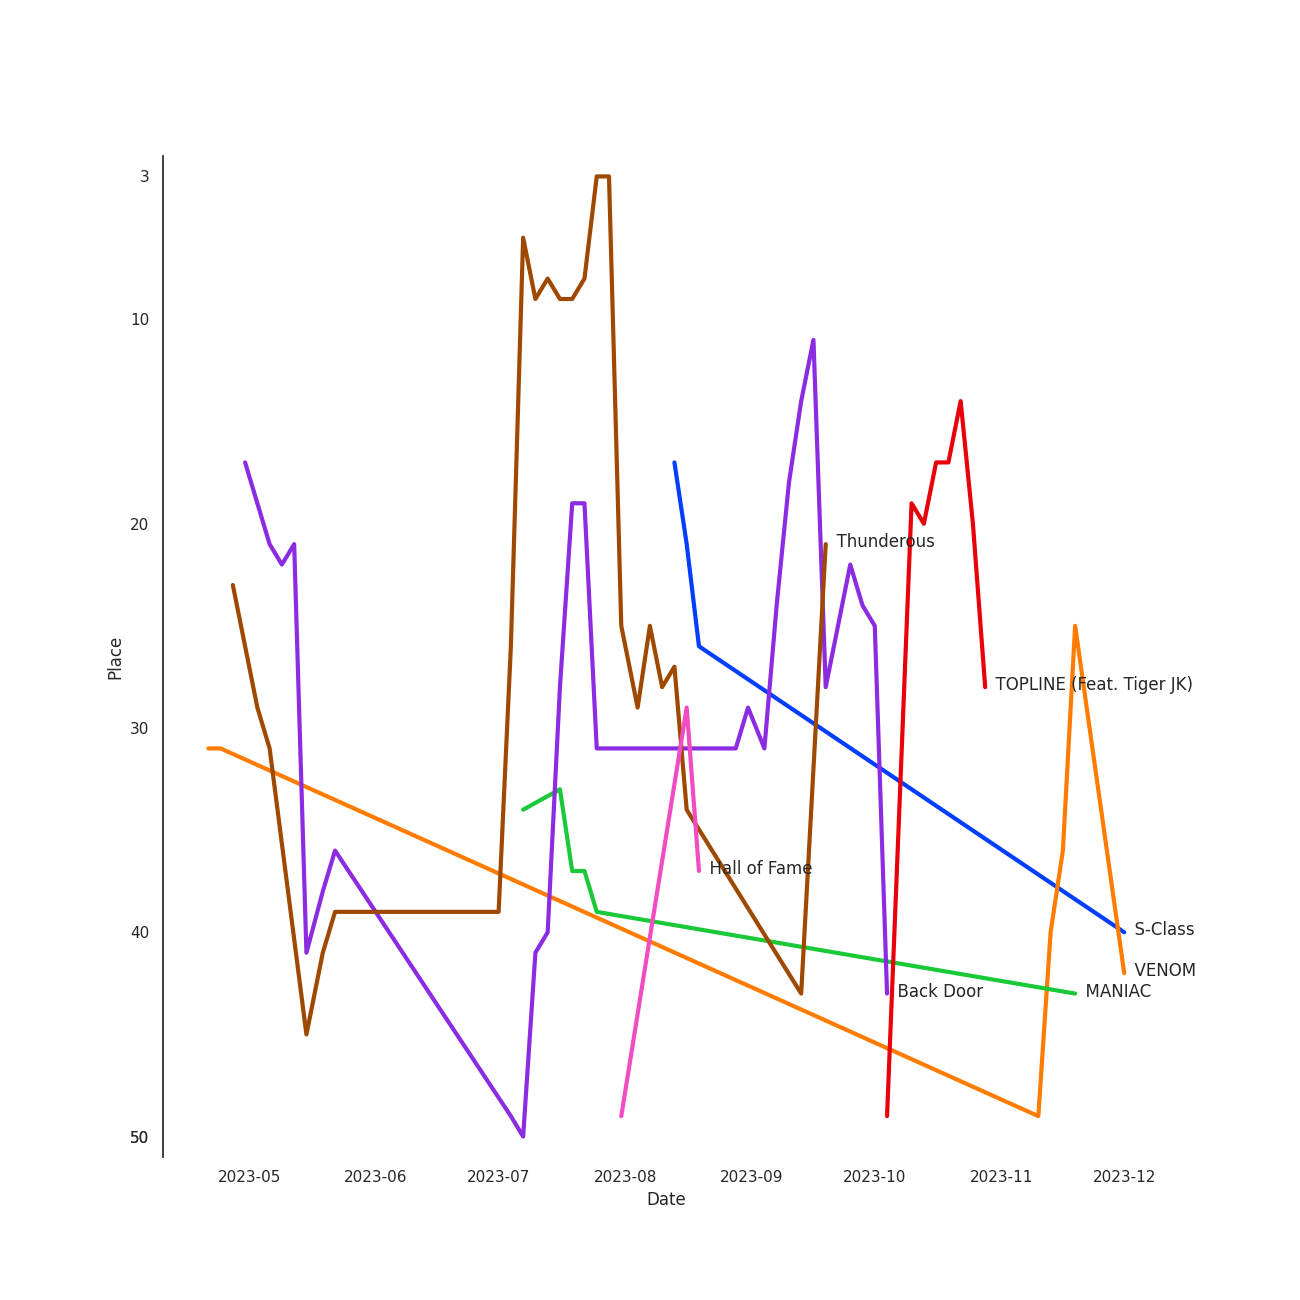 3
10
20
30
40
50
Place
Thunderous
TOPLINE (Feat. Tiger JK)
Hall of Fame
S-Class
VENOM
MANIAC
Back Door
2023-05
2023-06
2023-07
2023-08
2023-09
2023-10
2023-11
2023-12
Date